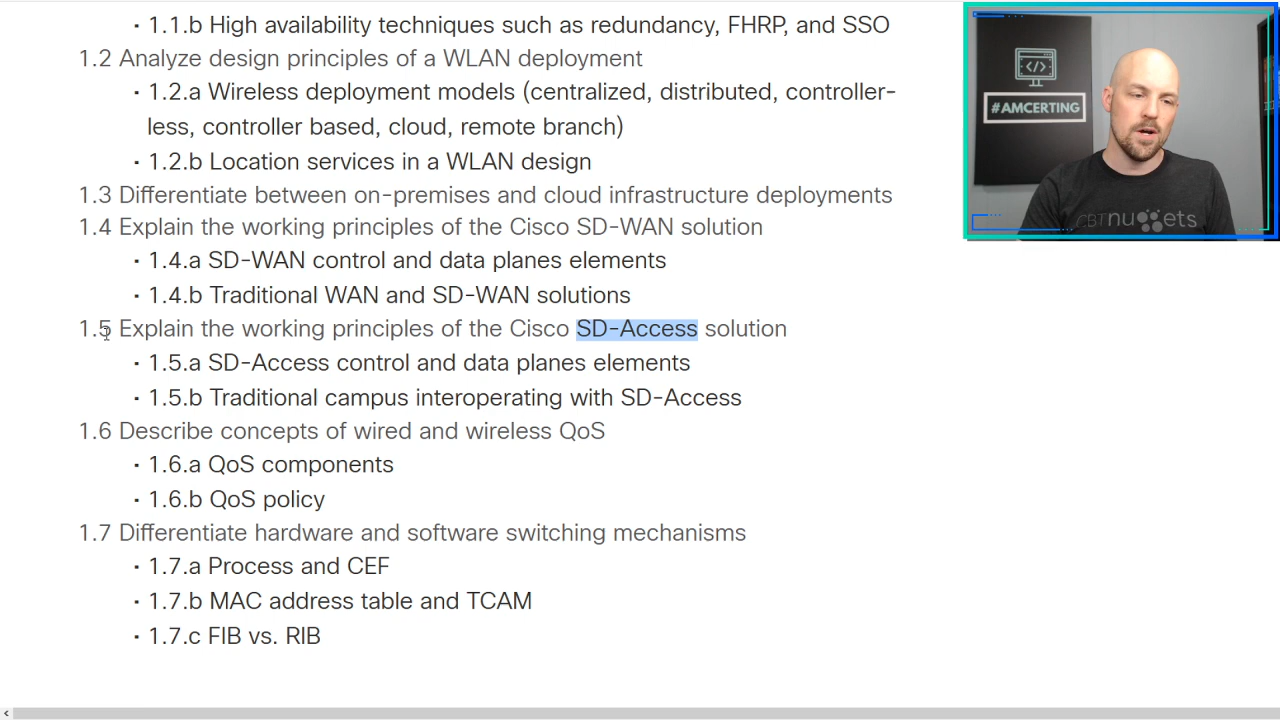 · 1.1.b High availability techniques such as redundancy, FHRP, and SSO
1.2 Analyze design principles of a WLAN deployment
· 1.2.a Wireless deployment models (centralized, distributed, controller-
less, controller based, cloud, remote branch)
· 1.2.b Location services in a WLAN design
1.3 Differentiate between on-premises and cloud infrastructure deployments
1.4 Explain the working principles of the Cisco SD-WAN solution
· 1.4.a SD-WAN control and data planes elements
· 1.4.b Traditional WAN and SD-WAN solutions
1.5 Explain the working principles of the Cisco SD-Access solution
· 1.5.a SD-Access control and data planes elements
· 1.5.b Traditional campus interoperating with SD-Access
1.6 Describe concepts of wired and wireless QoS
· 1.6.a QoS components
· 1.6.b QoS policy
1.7 Differentiate hardware and software switching mechanisms
· 1.7.a Process and CEF
· 1.7.b MAC address table and TCAM
· 1.7.c FIB vs. RIB
</>
#AMCERTING
CBTnuggets